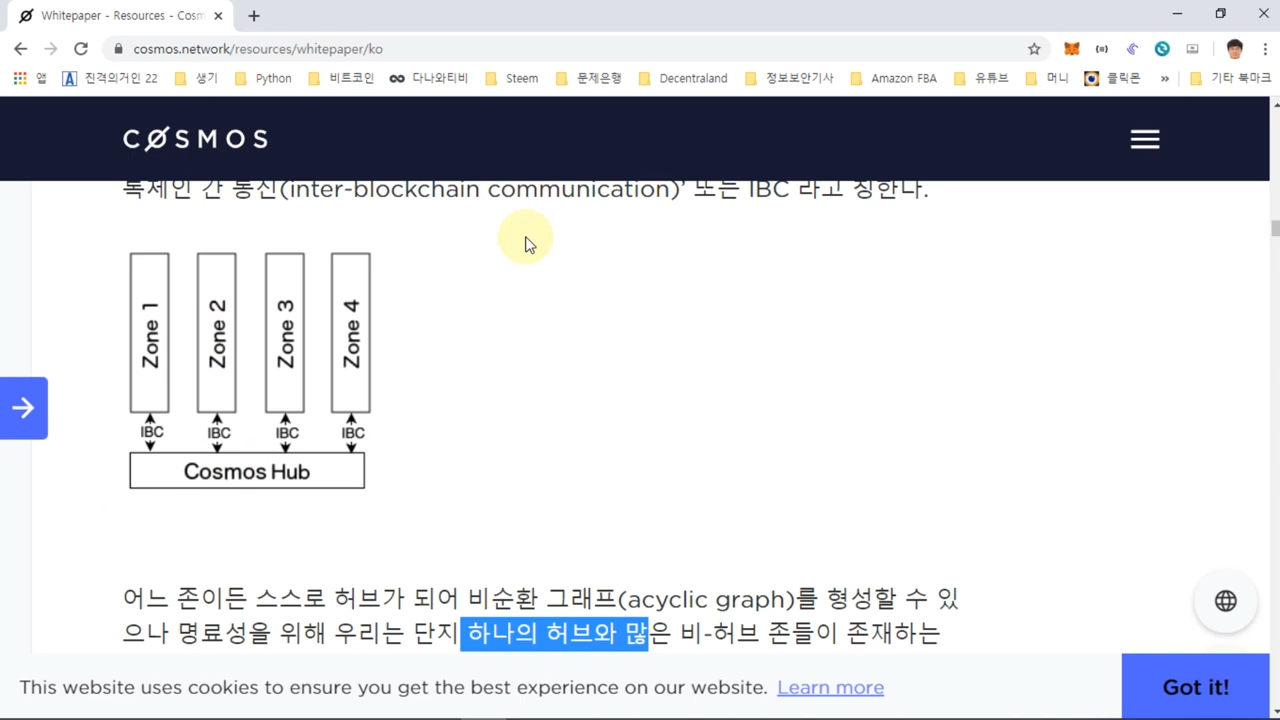 Whitepaper - Resources - Cosm
cosmos.network/resources/whitepaper/ko
앱 진격의거인 22 생기 Python 비트코인 다나와티비 Steem 문제은행 Decentraland 정보보안기사 Amazon FBA 유튜브 머니 클릭몬 » 기타 북마크
COSMOS
록체인 간 통신(inter-blockchain communication)’ 또는 IBC 라고 칭한다.
Zone 1 Zone 2 Zone 3 Zone 4
IBC IBC IBC IBC
Cosmos Hub
어느 존이든 스스로 허브가 되어 비순환 그래프(acyclic graph)를 형성할 수 있
으나 명료성을 위해 우리는 단지 하나의 허브와 많은 비-허브 존들이 존재하는
This website uses cookies to ensure you get the best experience on our website. Learn more
Got it!